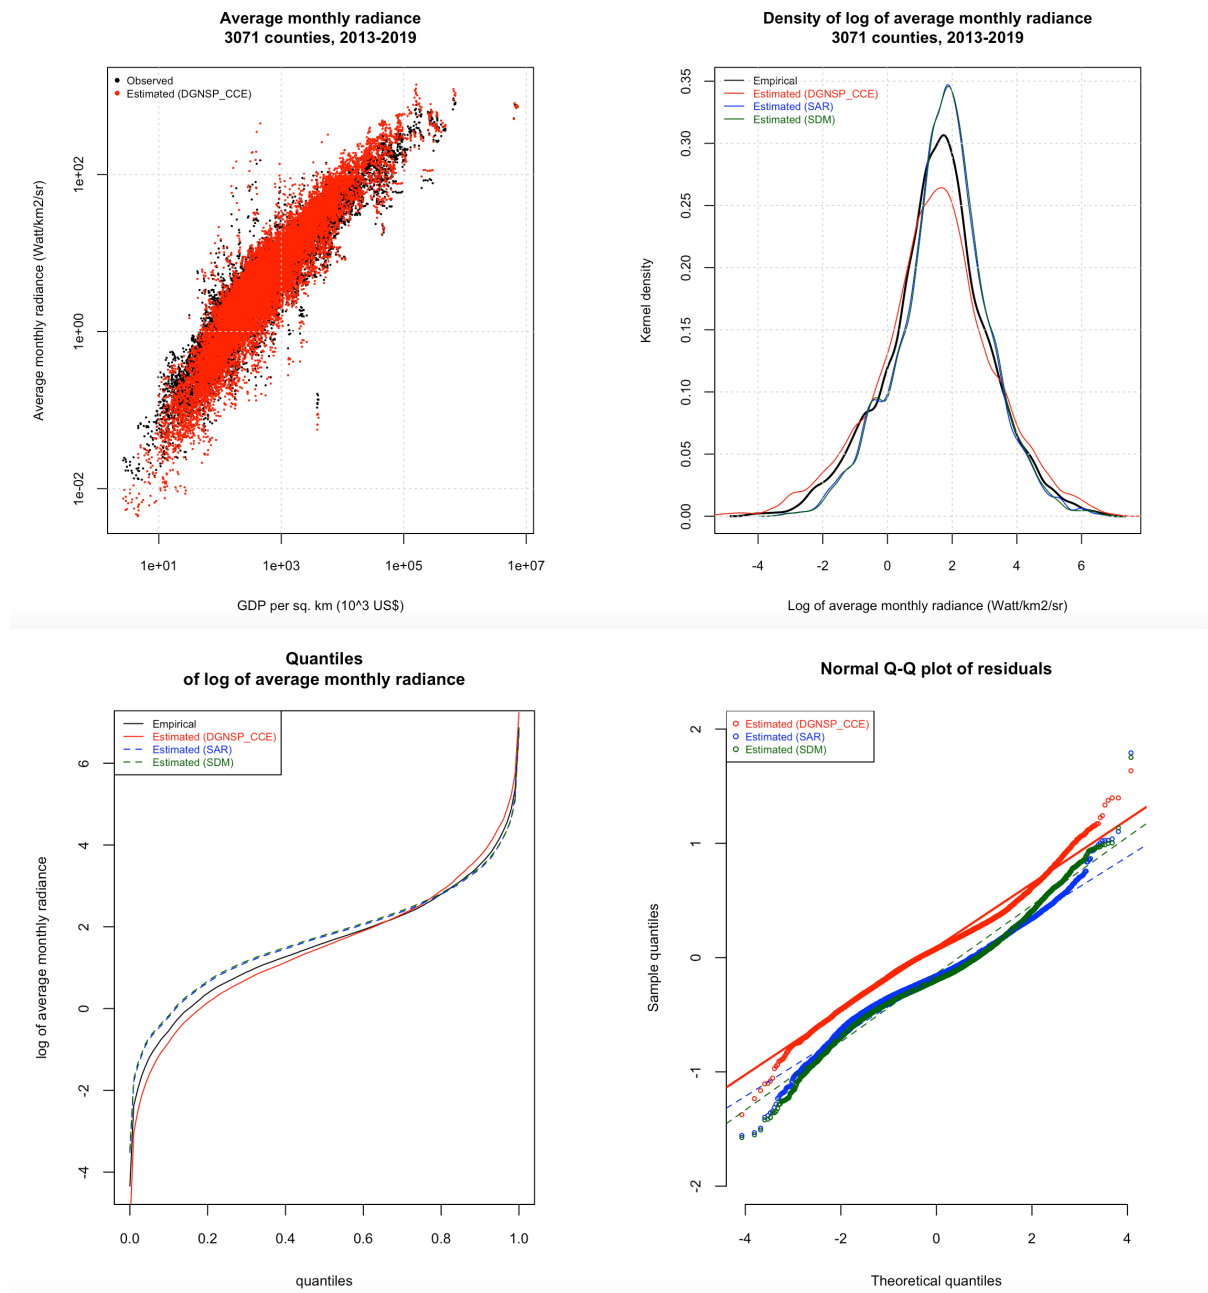 Average monthly radiance
3071 counties, 2013-2019
Observed
Estimated (DGNSP_CCE)
1e+02
1e+00
1e-02
Average monthly radiance (Watt/km2/sr)
1e+01
1e+03
1e+05
1e+07
GDP per sq. km (10^3 US$)
Density of log of average monthly radiance
3071 counties, 2013-2019
Empirical
Estimated (DGNSP_CCE)
Estimated (SAR)
Estimated (SDM)
0.35
0.30
0.25
0.20
0.15
0.10
0.05
0.00
Kernel density
-4
-2
0
2
4
6
Log of average monthly radiance (Watt/km2/sr)
Quantiles
of log of average monthly radiance
Empirical
Estimated (DGNSP_CCE)
Estimated (SAR)
Estimated (SDM)
6
4
2
0
-2
-4
log of average monthly radiance
0.0
0.2
0.4
0.6
0.8
1.0
quantiles
Normal Q-Q plot of residuals
Estimated (DGNSP_CCE)
Estimated (SAR)
Estimated (SDM)
2
1
0
-1
-2
Sample quantiles
-4
-2
0
2
4
Theoretical quantiles